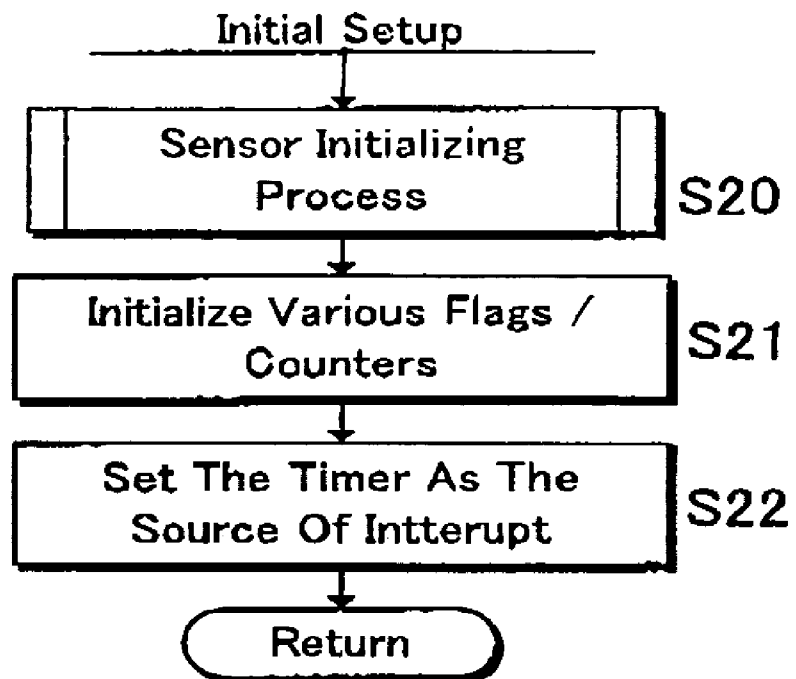 Initial Setup
Sensor Initializing
Process
S20
Initialize Various Flags /
Counters
S21
Set The Timer As The
Source Of Intterupt
S22
Return